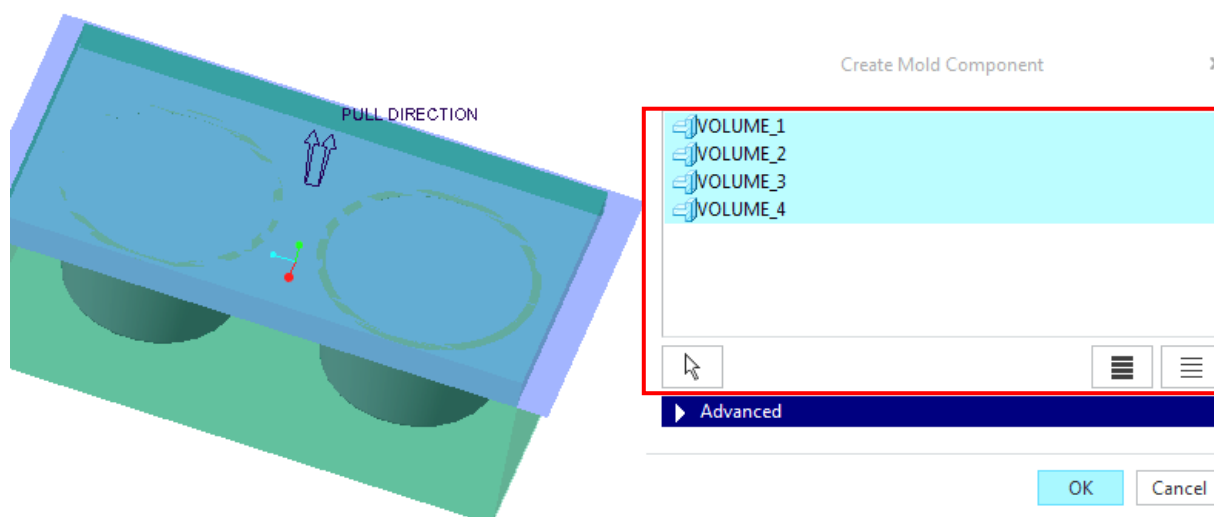 PULL DIRECTION
Create Mold Component
VOLUME_1
VOLUME_2
VOLUME_3
VOLUME_4
Advanced
OK
Cancel